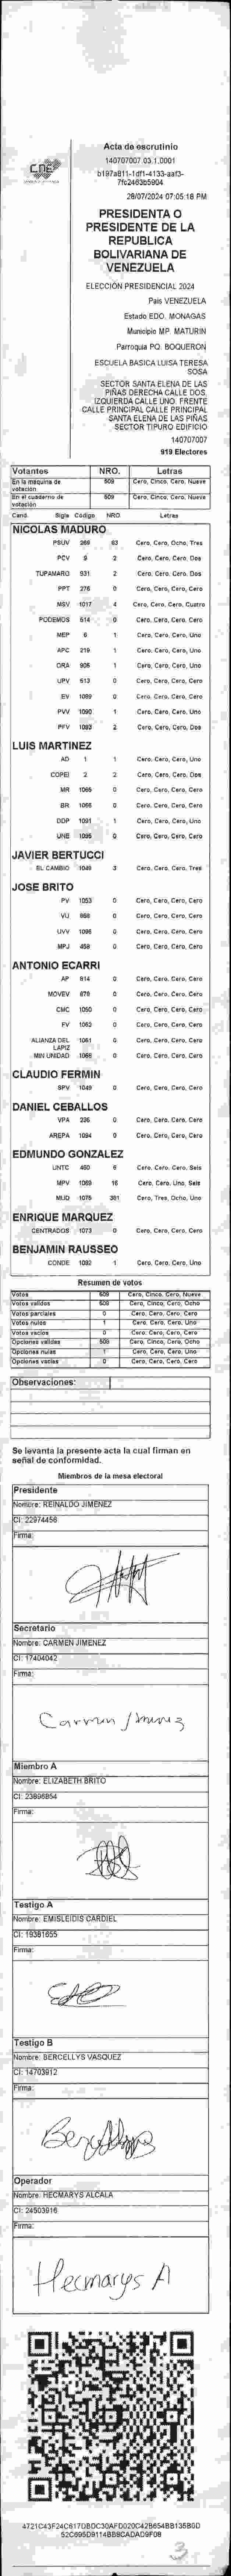 CNE
Acta de escrutinio
140707007.03.1.0001
b197a811-1df1-4133-aaf3-
7fc2463b5904
28/07/2024 07:05:18 PM
PRESIDENTA O
PRESIDENTE DE LA
REPUBLICA
BOLIVARIANA DE
VENEZUELA
ELECCIÓN PRESIDENCIAL 2024
País VENEZUELA
Estado EDO. MONAGAS
Municipio MP. MATURIN
Parroquia PQ. BOQUERON
ESCUELA BASICA LUISA TERESA
SOSA
SECTOR SANTA ELENA DE LAS
PIÑAS DERECHA CALLE DOS.
IZQUIERDA CALLE UNO. FRENTE
CALLE PRINCIPAL CALLE PRINCIPAL
SANTA ELENA DE LAS PIÑAS
SECTOR TIPURO EDIFICIO
140707007
919 Electores
Votantes NRO. Letras
En la máquina de votación 509 Cero, Cinco, Cero, Nueve
En el cuaderno de votación 509 Cero, Cinco, Cero, Nueve
Cand. Sigla Código NRO. Letras
NICOLAS MADURO
PSUV 83 Cero, Cero, Ocho, Tres
PCV 9 2 Cero, Cero, Cero, Dos
TUPAMARO 931 2 Cero, Cero, Cero, Dos
PPT 276 0 Cero, Cero, Cero, Cero
MSV 1017 4 Cero, Cero, Cero, Cuatro
PODEMOS 514 0 Cero, Cero, Cero, Cero
MEP 6 1 Cero, Cero, Cero, Uno
APC 219 1 Cero, Cero, Cero, Uno
ORA 905 1 Cero, Cero, Cero, Uno
UPV 513 0 Cero, Cero, Cero, Cero
EV 1089 0 Cero, Cero, Cero, Cero
PVV 1090 1 Cero, Cero, Cero, Uno
PFV 1093 2 Cero, Cero, Cero, Dos
LUIS MARTINEZ
AD 1 1 Cero, Cero, Cero, Uno
COPEI 2 2 Cero, Cero, Cero, Dos
MR 1065 0 Cero, Cero, Cero, Cero
BR 1066 0 Cero, Cero, Cero, Cero
DDP 1091 1 Cero, Cero, Cero, Uno
UNE 1095 0 Cero, Cero, Cero, Cero
JAVIER BERTUCCI
EL CAMBIO 1048 3 Cero, Cero, Cero, Tres
JOSE BRITO
PV 1053 0 Cero, Cero, Cero, Cero
VU 868 0 Cero, Cero, Cero, Cero
UVV 1096 0 Cero, Cero, Cero, Cero
MPJ 458 0 Cero, Cero, Cero, Cero
ANTONIO ECARRI
AP 814 0 Cero, Cero, Cero, Cero
MOVEV 879 0 Cero, Cero, Cero, Cero
CMC 1050 0 Cero, Cero, Cero, Cero
FV 1062 0 Cero, Cero, Cero, Cero
ALIANZA DEL LAPIZ 1061 0 Cero, Cero, Cero, Cero
MIN UNIDAD 1068 0 Cero, Cero, Cero, Cero
CLAUDIO FERMIN
SPV 1049 0 Cero, Cero, Cero, Cero
DANIEL CEBALLOS
VPA 226 0 Cero, Cero, Cero, Cero
AREPA 1094 0 Cero, Cero, Cero, Cero
EDMUNDO GONZALEZ
UNTC 460 6 Cero, Cero, Cero, Seis
MPV 1069 16 Cero, Cero, Uno, Seis
MUD 1075 381 Cero, Tres, Ocho, Uno
ENRIQUE MARQUEZ
CENTRADOS 1073 0 Cero, Cero, Cero, Cero
BENJAMIN RAUSSEO
CONDE 1092 1 Cero, Cero, Cero, Uno
Resumen de votos
Votos 509 Cero, Cinco, Cero, Nueve
Votos validos 508 Cero, Cinco, Cero, Ocho
Votos parciales 0 Cero, Cero, Cero, Cero
Votos nulos 1 Cero, Cero, Cero, Uno
Votos vacíos 0 Cero, Cero, Cero, Cero
Opciones validas 508 Cero, Cinco, Cero, Ocho
Opciones nulas 1 Cero, Cero, Cero, Uno
Opciones vacías 0 Cero, Cero, Cero, Cero
Observaciones:
Se levanta la presente acta la cual firman en
señal de conformidad.
Miembros de la mesa electoral
Presidente
Nombre: REINALDO JIMENEZ
CI: 22974456
Firma:
Secretario
Nombre: CARMEN JIMENEZ
CI: 17404042
Firma:
Carmen Jimenez
Miembro A
Nombre: ELIZABETH BRITO
CI: 23896864
Firma:
Testigo A
Nombre: EMISLEIDIS CARDIEL
CI: 19381655
Firma:
Testigo B
Nombre: BERCELLYS VASQUEZ
CI: 14703912
Firma:
Operador
Nombre: HECMARYS ALCALA
CI: 24503916
Firma:
Hecmarys A
3